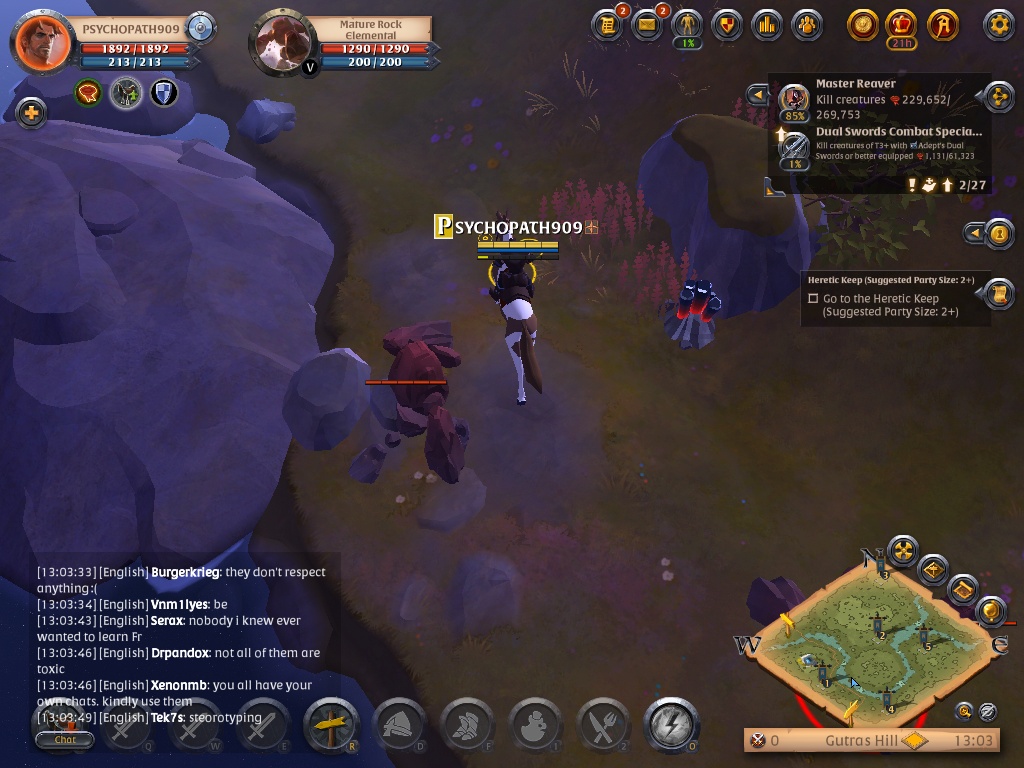 PSYCHOPATH909
1892 / 1892
213 / 213
Mature Rock
Elemental
1290 / 1290
200 / 200
V
2
2
1%
21h
Master Reaver
Kill creatures 229,652/
269,753
85%
Dual Swords Combat Specia...
Kill creatures of T3+ with Adept's Dual
Swords or better equipped 1,131/61,323
1%
2/27
Heretic Keep (Suggested Party Size: 2+)
Go to the Heretic Keep
(Suggested Party Size: 2+)
PSYCHOPATH909
[13:03:33] [English] Burgerkrieg: they don't respect
anything:(
[13:03:34] [English] Vnm1lyes: be
[13:03:43] [English] Serax: nobody i knew ever
wanted to learn Fr
[13:03:46] [English] Drpandox: not all of them are
toxic
[13:03:46] [English] Xenonmb: you all have your
own chats. kindly use them
[13:03:49] [English] Tek7s: steorotyping
Chat
Q
W
E
R
D
F
1
2
O
N
W
E
3
2
5
1
4
0
Gutras Hill
13:03